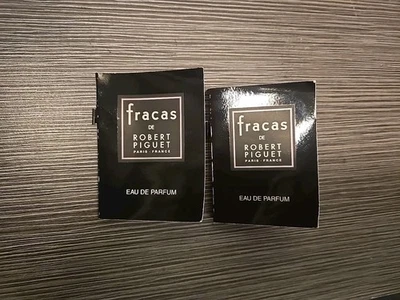 fracas
DE
ROBERT
PIGUET
PARIS - FRANCE
EAU DE PARFUM
fracas
DE
ROBERT
PIGUET
PARIS - FRANCE
EAU DE PARFUM